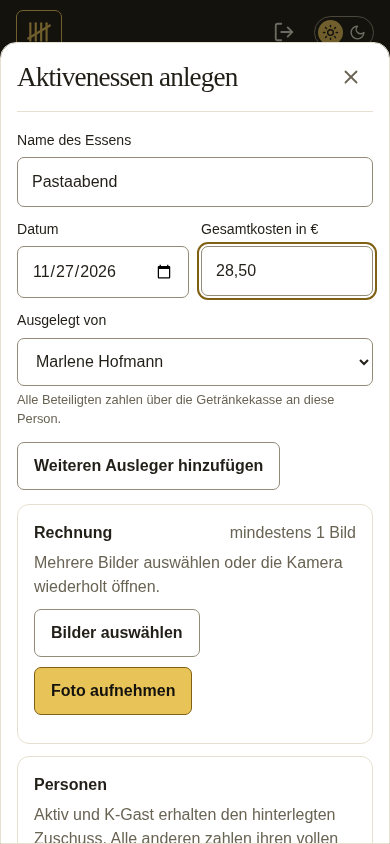 Aktivenessen anlegen
Name des Essens
Pastaabend
Datum
Gesamtkosten in €
11/27/2026
28,50
Ausgelegt von
Marlene Hofmann
Alle Beteiligten zahlen über die Getränkekasse an diese
Person.
Weiteren Ausleger hinzufügen
Rechnung
mindestens 1 Bild
Mehrere Bilder auswählen oder die Kamera
wiederholt öffnen.
Bilder auswählen
Foto aufnehmen
Personen
Aktiv und K-Gast erhalten den hinterlegten
Zuschuss. Alle anderen zahlen ihren vollen